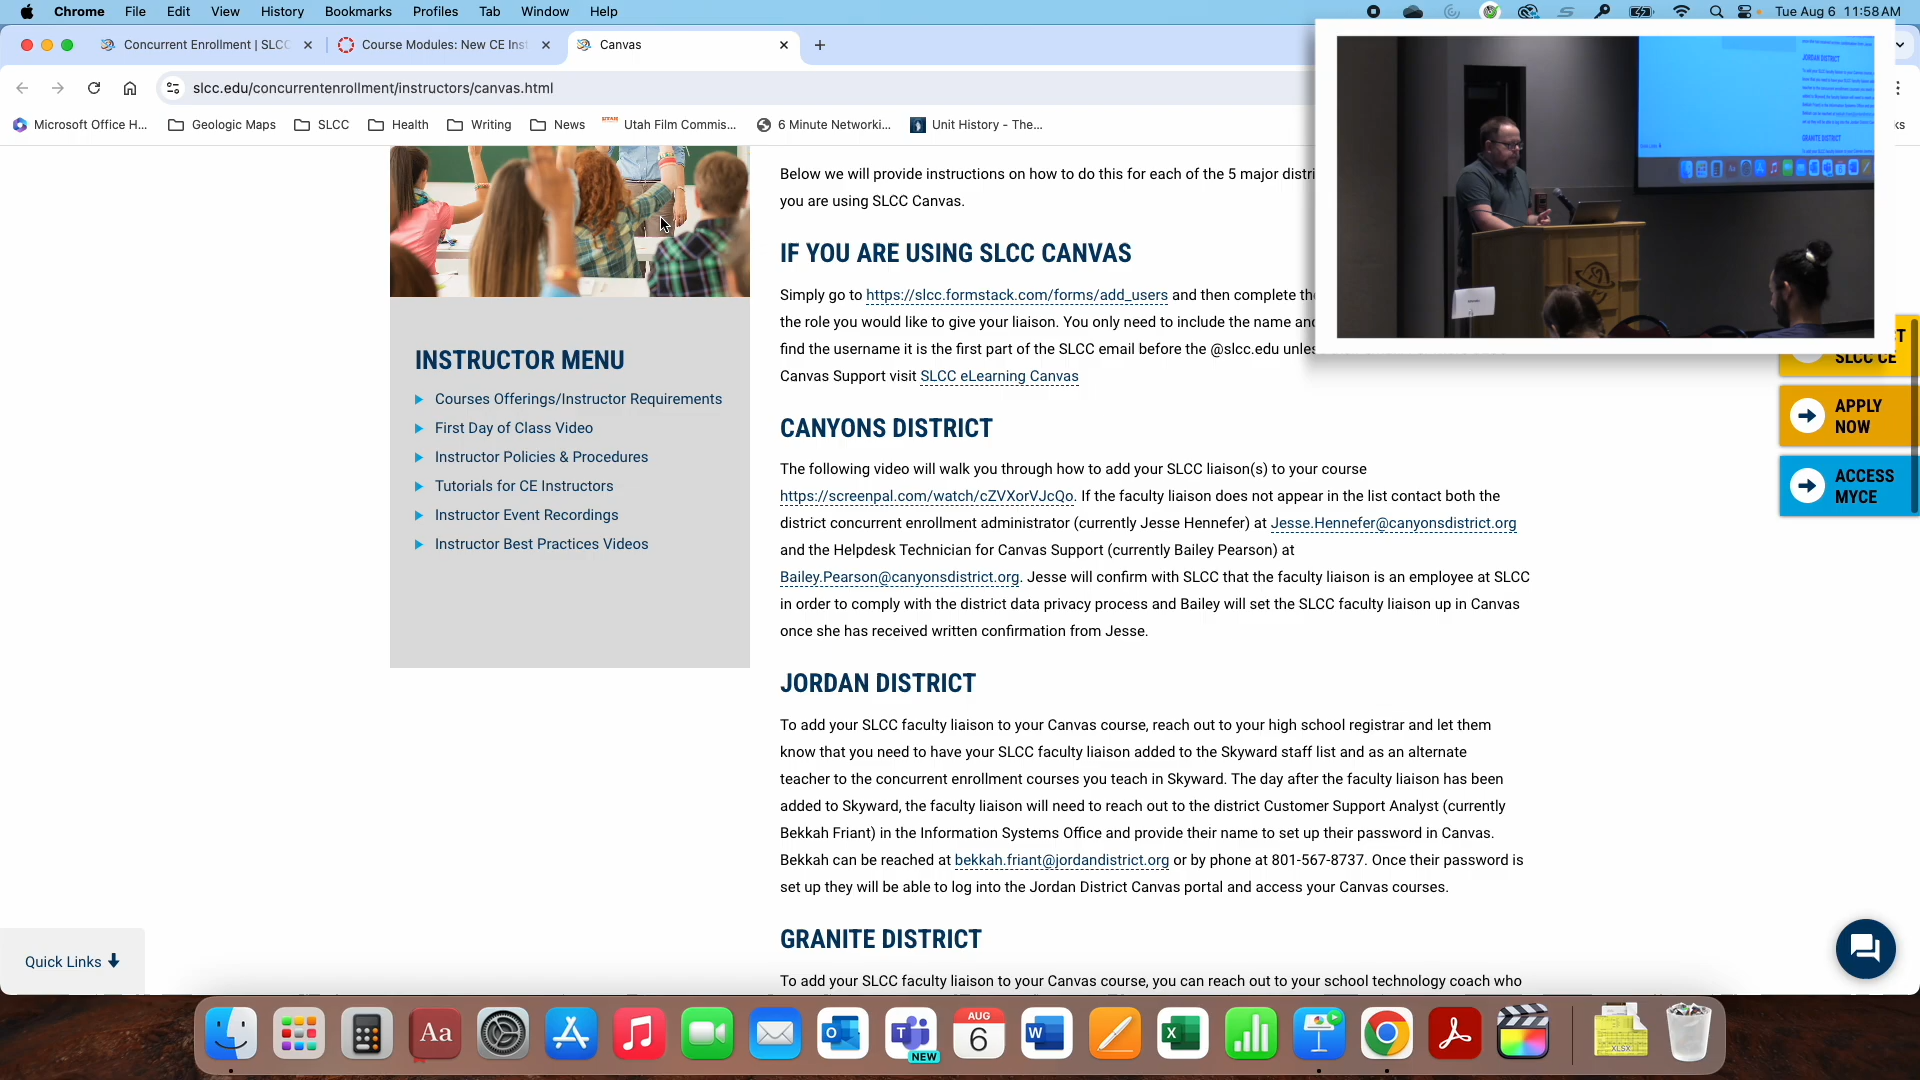 Chrome File Edit View History Bookmarks Profiles Tab Window Help
Tue Aug 6 11:58 AM
Concurrent Enrollment | SLCC
Course Modules: New CE Inst
Canvas
slcc.edu/concurrentenrollment/instructors/canvas.html
Microsoft Office H...
Geologic Maps
SLCC
Health
Writing
News
Utah Film Commis...
6 Minute Networki...
Unit History - The...
Below we will provide instructions on how to do this for each of the 5 major distri
you are using SLCC Canvas.
IF YOU ARE USING SLCC CANVAS
Simply go to https://slcc.formstack.com/forms/add_users and then complete the
the role you would like to give your liaison. You only need to include the name and
find the username it is the first part of the SLCC email before the @slcc.edu unles
Canvas Support visit SLCC eLearning Canvas
CANYONS DISTRICT
The following video will walk you through how to add your SLCC liaison(s) to your course
https://screenpal.com/watch/cZVXorVJcQo. If the faculty liaison does not appear in the list contact both the
district concurrent enrollment administrator (currently Jesse Hennefer) at Jesse.Hennefer@canyonsdistrict.org
and the Helpdesk Technician for Canvas Support (currently Bailey Pearson) at
Bailey.Pearson@canyonsdistrict.org. Jesse will confirm with SLCC that the faculty liaison is an employee at SLCC
in order to comply with the district data privacy process and Bailey will set the SLCC faculty liaison up in Canvas
once she has received written confirmation from Jesse.
JORDAN DISTRICT
To add your SLCC faculty liaison to your Canvas course, reach out to your high school registrar and let them
know that you need to have your SLCC faculty liaison added to the Skyward staff list and as an alternate
teacher to the concurrent enrollment courses you teach in Skyward. The day after the faculty liaison has been
added to Skyward, the faculty liaison will need to reach out to the district Customer Support Analyst (currently
Bekkah Friant) in the Information Systems Office and provide their name to set up their password in Canvas.
Bekkah can be reached at bekkah.friant@jordandistrict.org or by phone at 801-567-8737. Once their password is
set up they will be able to log into the Jordan District Canvas portal and access your Canvas courses.
GRANITE DISTRICT
To add your SLCC faculty liaison to your Canvas course, you can reach out to your school technology coach who
INSTRUCTOR MENU
Courses Offerings/Instructor Requirements
First Day of Class Video
Instructor Policies & Procedures
Tutorials for CE Instructors
Instructor Event Recordings
Instructor Best Practices Videos
JORDAN DISTRICT
GRANITE DISTRICT
SLCC CE
APPLY
NOW
ACCESS
MYCE
Quick Links
Aa
NEW
AUG
6
XLSX